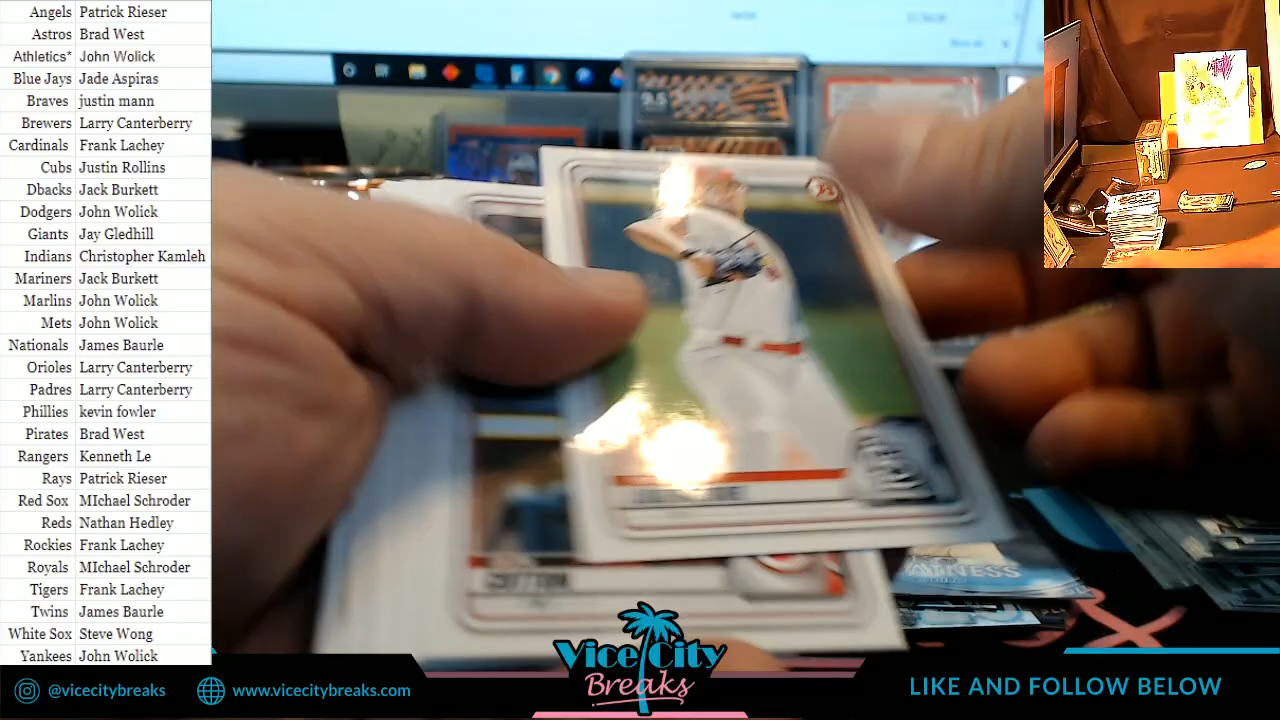 Angels Patrick Rieser
Astros Brad West
Athletics* John Wolick
Blue Jays Jade Aspiras
Braves justin mann
Brewers Larry Canterberry
Cardinals Frank Lachey
Cubs Justin Rollins
Dbacks Jack Burkett
Dodgers John Wolick
Giants Jay Gledhill
Indians Christopher Kamleh
Mariners Jack Burkett
Marlins John Wolick
Mets John Wolick
Nationals James Baurle
Orioles Larry Canterberry
Padres Larry Canterberry
Phillies kevin fowler
Pirates Brad West
Rangers Kenneth Le
Rays Patrick Rieser
Red Sox MIchael Schroder
Reds Nathan Hedley
Rockies Frank Lachey
Royals MIchael Schroder
Tigers Frank Lachey
Twins James Baurle
White Sox Steve Wong
Yankees John Wolick
9.5
Vice City
Breaks
@vicecitybreaks
www.vicecitybreaks.com
LIKE AND FOLLOW BELOW